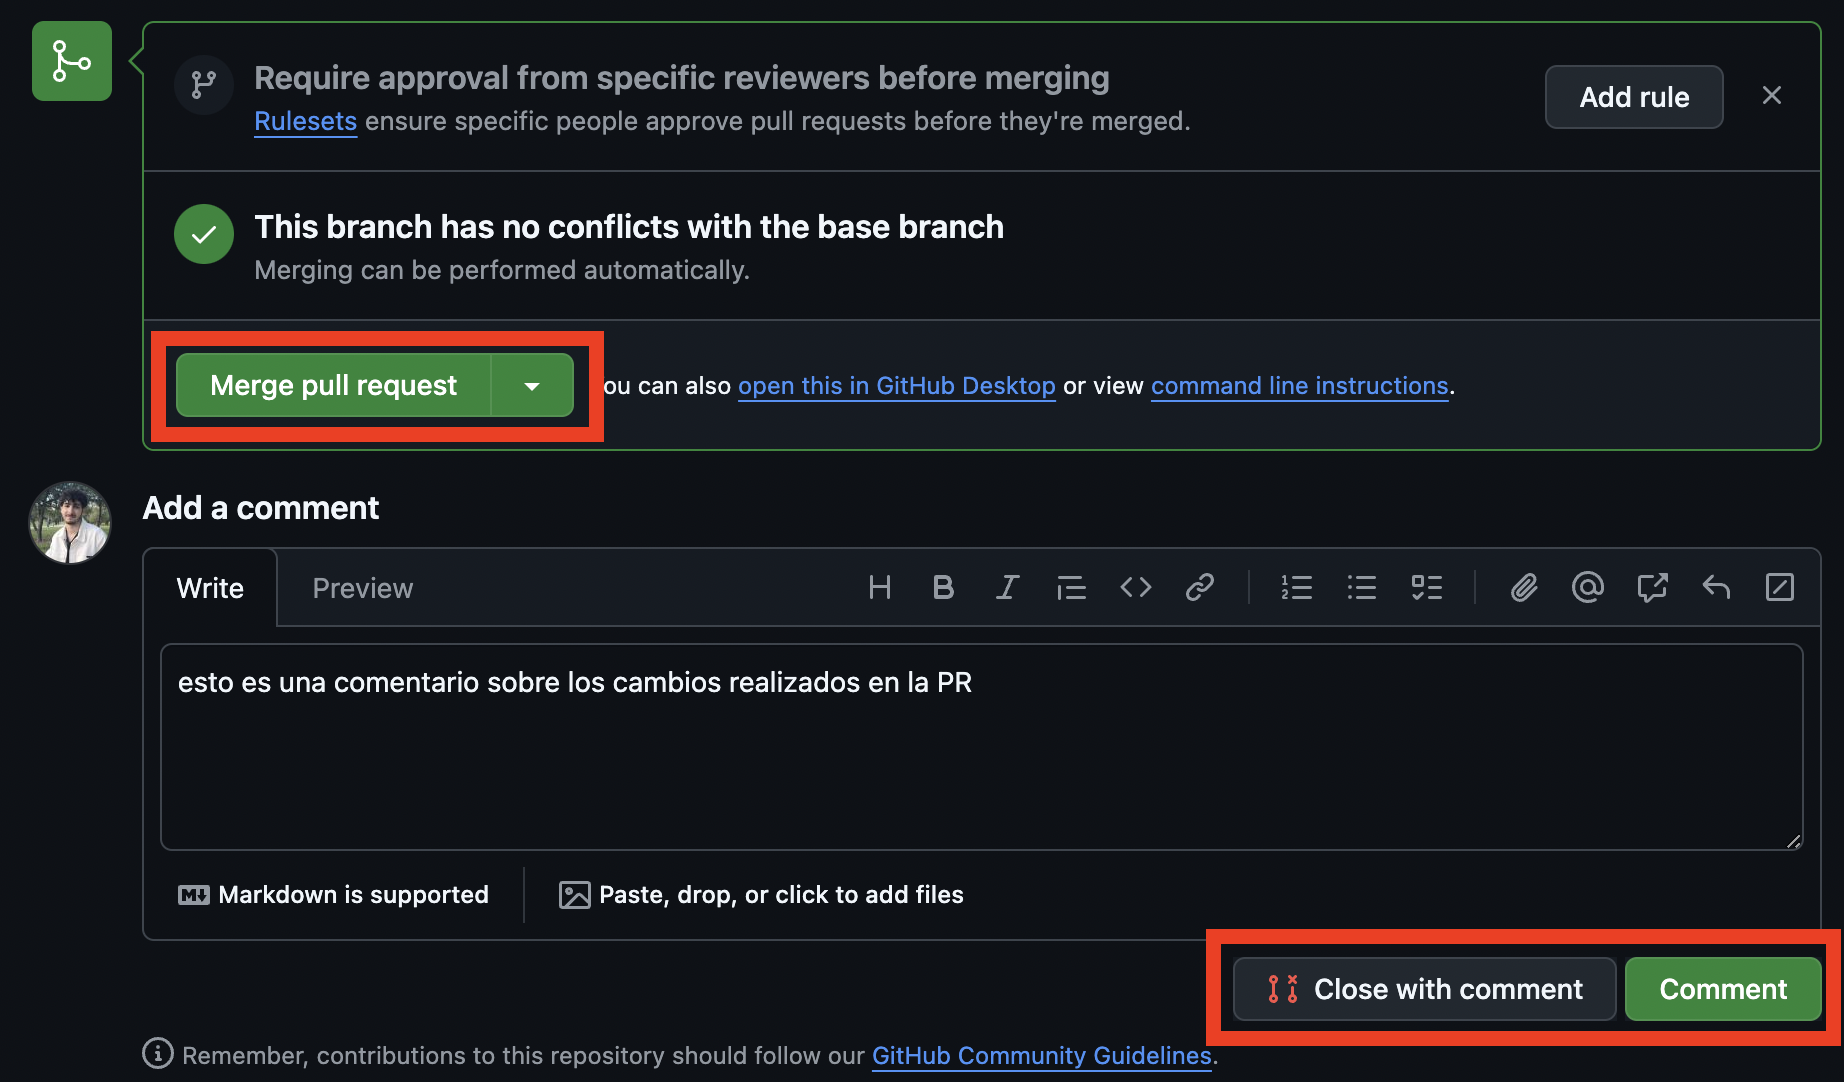 Require approval from specific reviewers before merging
Rulesets ensure specific people approve pull requests before they're merged.
Add rule
This branch has no conflicts with the base branch
Merging can be performed automatically.
Merge pull request
ou can also open this in GitHub Desktop or view command line instructions.
Add a comment
Write
Preview
esto es una comentario sobre los cambios realizados en la PR
Markdown is supported
Paste, drop, or click to add files
Close with comment
Comment
Remember, contributions to this repository should follow our GitHub Community Guidelines.